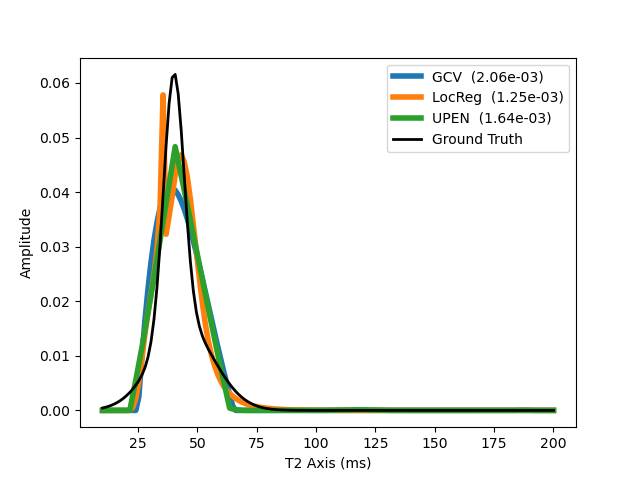 GCV (2.06e-03)
LocReg (1.25e-03)
UPEN (1.64e-03)
Ground Truth
0.06
0.05
0.04
0.03
0.02
0.01
0.00
Amplitude
25 50 75 100 125 150 175 200
T2 Axis (ms)